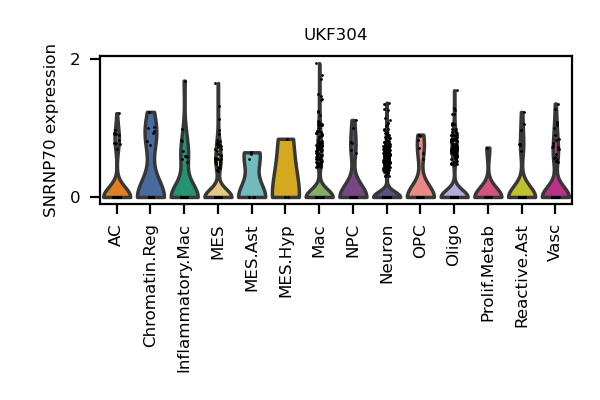 UKF304
SNRNP70 expression
2
0
AC
Chromatin.Reg
Inflammatory.Mac
MES
MES.Ast
MES.Hyp
Mac
NPC
Neuron
OPC
Oligo
Prolif.Metab
Reactive.Ast
Vasc